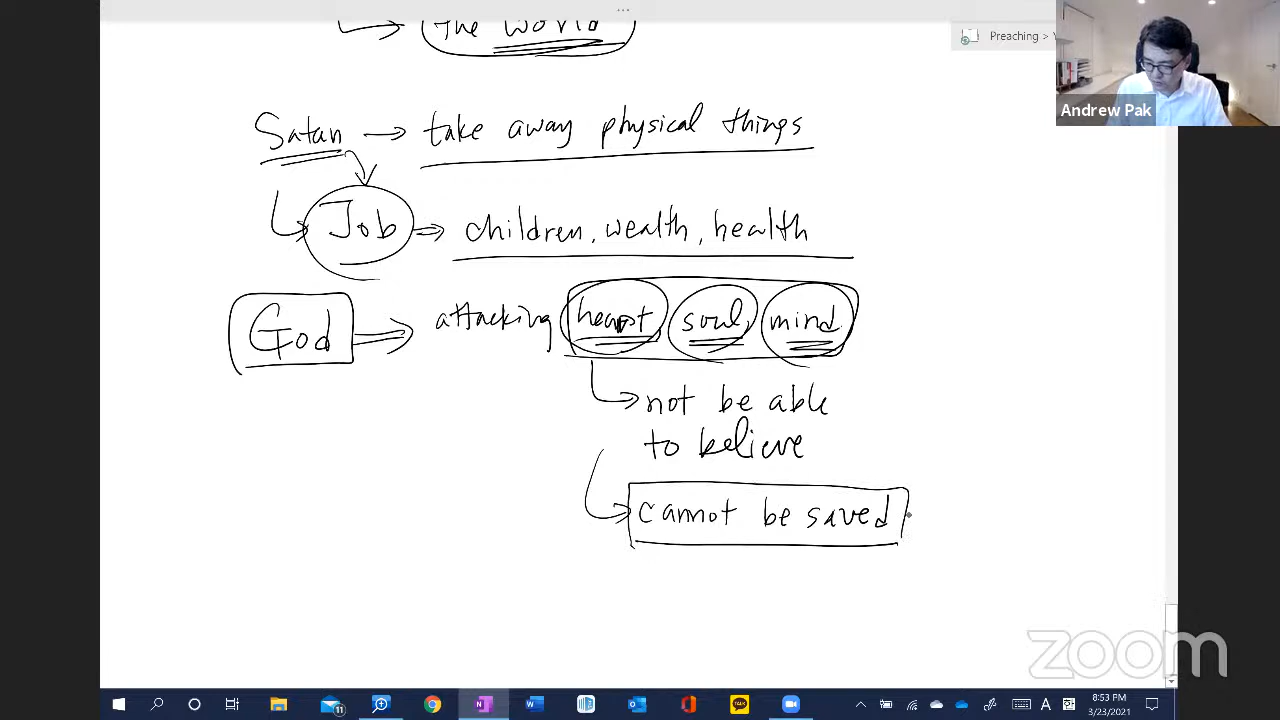 the world
Preaching >
Andrew Pak
Satan → take away physical things
Job ⇒ children, wealth, health
God ⇒ attacking heart soul, mind
→ not be able
to believe
→ cannot be saved
zoom
11
8:53 PM
3/23/2021